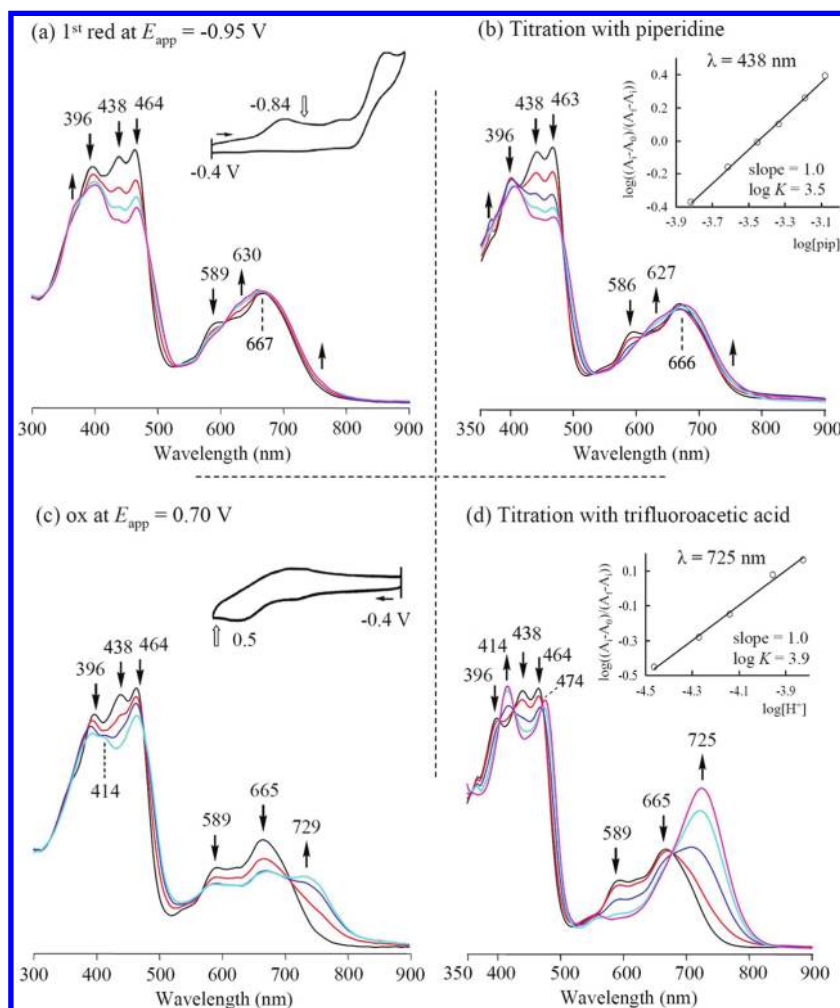 (a) 1st red at Eapp = -0.95 V
-0.84
-0.4 V
396 438 464
589 630
667
300 400 500 600 700 800 900
Wavelength (nm)
(b) Titration with piperidine
λ = 438 nm
log((Ai-A0)/(Af-Ai))
0.4
0.0
-0.4
slope = 1.0
log K = 3.5
-3.9 -3.7 -3.5 -3.3 -3.1
log[pip]
396 438 463
586 627
666
350 400 500 600 700 800 900
Wavelength (nm)
(c) ox at Eapp = 0.70 V
0.5
-0.4 V
396 438 464
414
589 665 729
300 400 500 600 700 800 900
Wavelength (nm)
(d) Titration with trifluoroacetic acid
λ = 725 nm
log((Ai-A0)/(Af-Ai))
0.1
-0.1
-0.3
-0.5
slope = 1.0
log K = 3.9
-4.5 -4.3 -4.1 -3.9
log[H+]
396 414 438 464
474
589 665 725
350 400 500 600 700 800 900
Wavelength (nm)